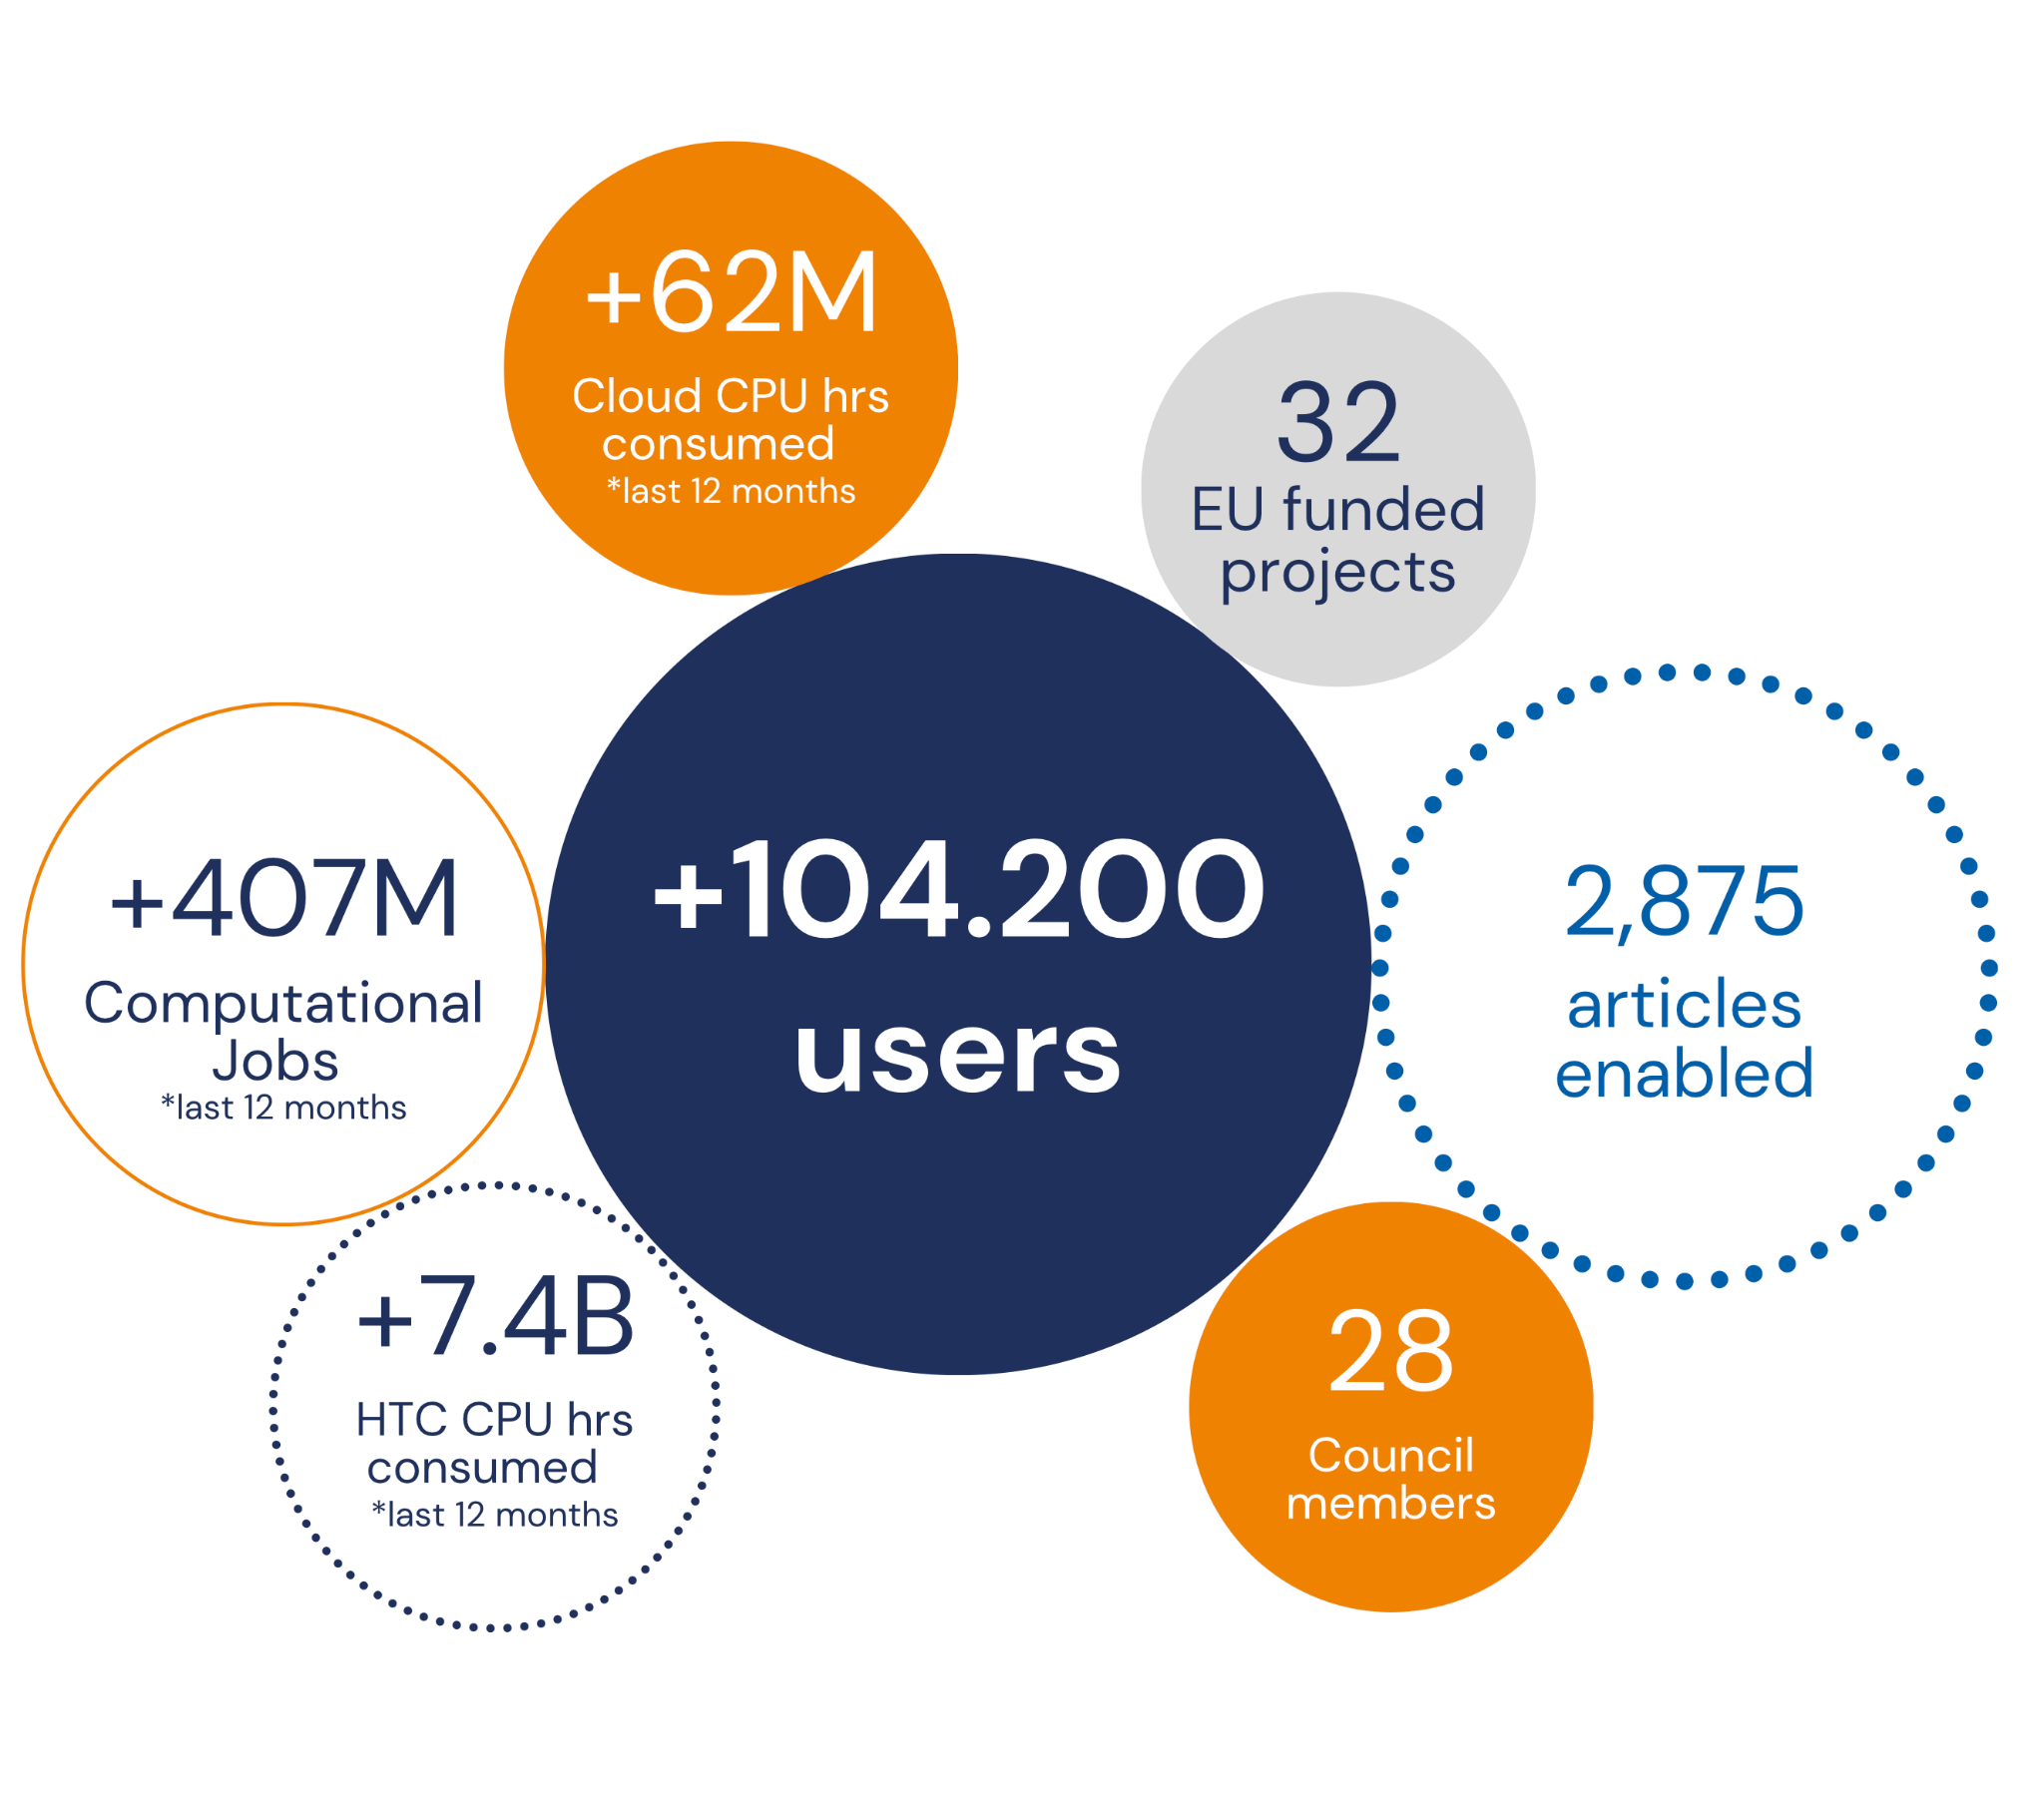 +62M
Cloud CPU hrs
consumed
*last 12 months
32
EU funded
projects
+407M
Computational
Jobs
*last 12 months
+104.200
users
2,875
articles
enabled
+7.4B
HTC CPU hrs
consumed
*last 12 months
28
Council
members